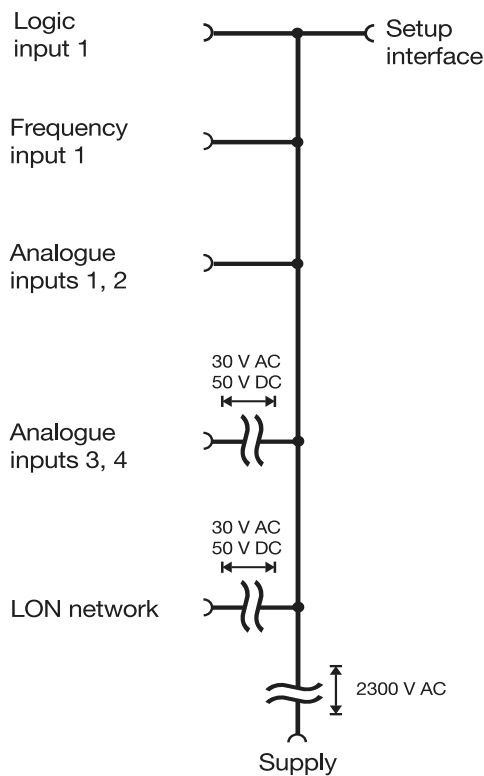 Logic
input 1
Setup
interface
Frequency
input 1
Analogue
inputs 1, 2
30 V AC
50 V DC
Analogue
inputs 3, 4
30 V AC
50 V DC
LON network
2300 V AC
Supply